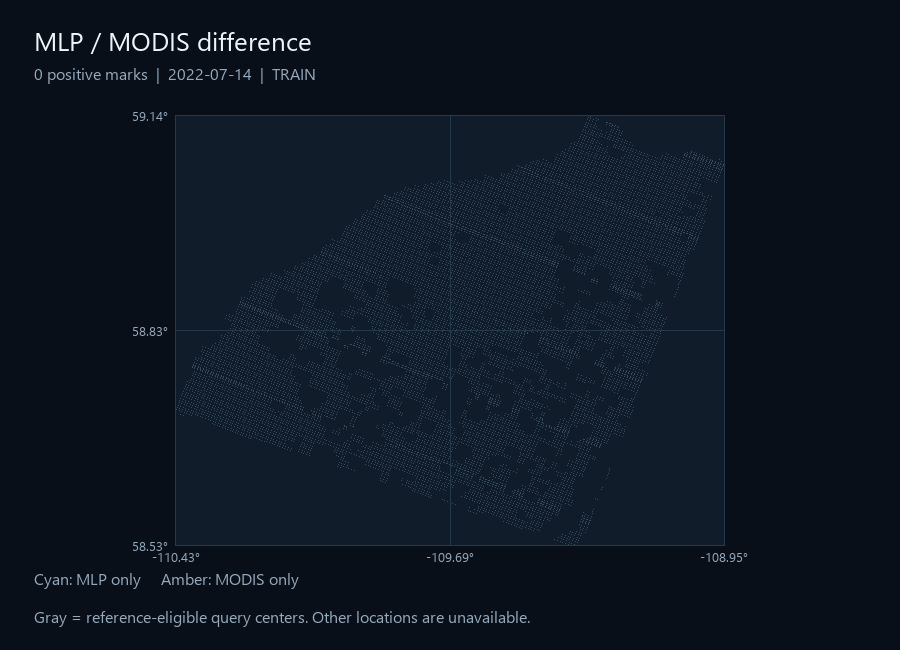 MLP / MODIS difference
0 positive marks | 2022-07-14 | TRAIN
59.14°
58.83°
58.53°
-110.43° -109.69° -108.95°
Cyan: MLP only Amber: MODIS only
Gray = reference-eligible query centers. Other locations are unavailable.